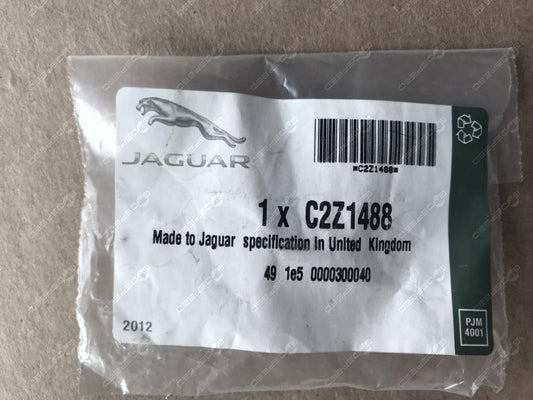 JAGUAR
*C2Z1488*
1 x C2Z1488
Made to Jaguar specification in United Kingdom
49 1e5 0000300040
2012
PJM
4001